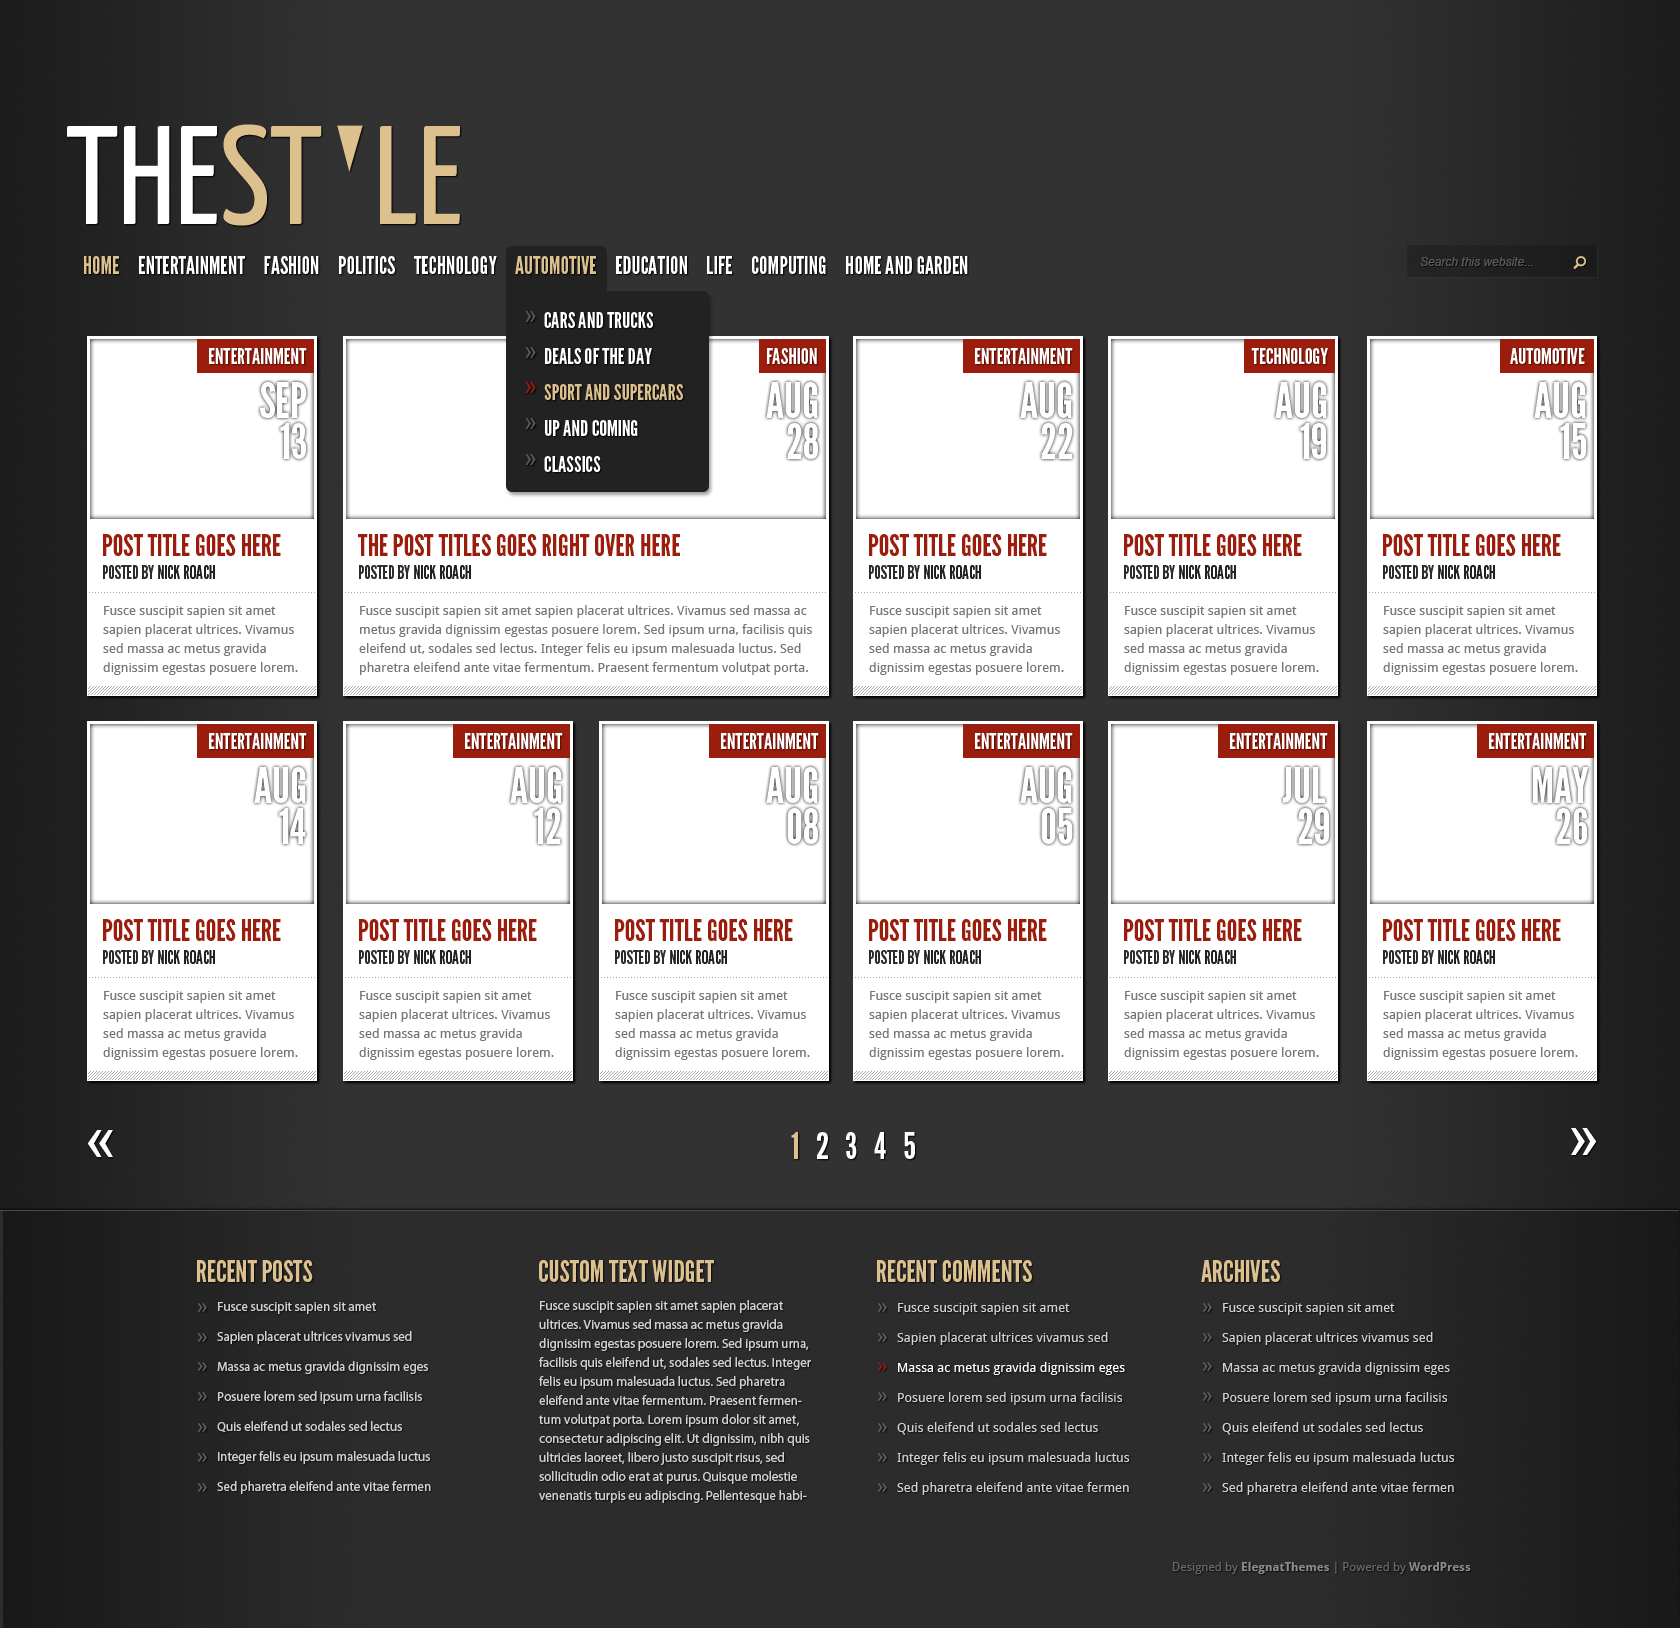 THEST'LE
HOME ENTERTAINMENT FASHION POLITICS TECHNOLOGY AUTOMOTIVE EDUCATION LIFE COMPUTING HOME AND GARDEN
Search this website...
CARS AND TRUCKS
DEALS OF THE DAY
SPORT AND SUPERCARS
UP AND COMING
CLASSICS
ENTERTAINMENT
SEP
13
POST TITLE GOES HERE
POSTED BY NICK ROACH
Fusce suscipit sapien sit amet
sapien placerat ultrices. Vivamus
sed massa ac metus gravida
dignissim egestas posuere lorem.
FASHION
AUG
28
THE POST TITLES GOES RIGHT OVER HERE
POSTED BY NICK ROACH
Fusce suscipit sapien sit amet sapien placerat ultrices. Vivamus sed massa ac
metus gravida dignissim egestas posuere lorem. Sed ipsum urna, facilisis quis
eleifend ut, sodales sed lectus. Integer felis eu ipsum malesuada luctus. Sed
pharetra eleifend ante vitae fermentum. Praesent fermentum volutpat porta.
ENTERTAINMENT
AUG
22
POST TITLE GOES HERE
POSTED BY NICK ROACH
Fusce suscipit sapien sit amet
sapien placerat ultrices. Vivamus
sed massa ac metus gravida
dignissim egestas posuere lorem.
TECHNOLOGY
AUG
19
POST TITLE GOES HERE
POSTED BY NICK ROACH
Fusce suscipit sapien sit amet
sapien placerat ultrices. Vivamus
sed massa ac metus gravida
dignissim egestas posuere lorem.
AUTOMOTIVE
AUG
15
POST TITLE GOES HERE
POSTED BY NICK ROACH
Fusce suscipit sapien sit amet
sapien placerat ultrices. Vivamus
sed massa ac metus gravida
dignissim egestas posuere lorem.
ENTERTAINMENT
AUG
14
POST TITLE GOES HERE
POSTED BY NICK ROACH
Fusce suscipit sapien sit amet
sapien placerat ultrices. Vivamus
sed massa ac metus gravida
dignissim egestas posuere lorem.
ENTERTAINMENT
AUG
12
POST TITLE GOES HERE
POSTED BY NICK ROACH
Fusce suscipit sapien sit amet
sapien placerat ultrices. Vivamus
sed massa ac metus gravida
dignissim egestas posuere lorem.
ENTERTAINMENT
AUG
08
POST TITLE GOES HERE
POSTED BY NICK ROACH
Fusce suscipit sapien sit amet
sapien placerat ultrices. Vivamus
sed massa ac metus gravida
dignissim egestas posuere lorem.
ENTERTAINMENT
AUG
05
POST TITLE GOES HERE
POSTED BY NICK ROACH
Fusce suscipit sapien sit amet
sapien placerat ultrices. Vivamus
sed massa ac metus gravida
dignissim egestas posuere lorem.
ENTERTAINMENT
JUL
29
POST TITLE GOES HERE
POSTED BY NICK ROACH
Fusce suscipit sapien sit amet
sapien placerat ultrices. Vivamus
sed massa ac metus gravida
dignissim egestas posuere lorem.
ENTERTAINMENT
MAY
26
POST TITLE GOES HERE
POSTED BY NICK ROACH
Fusce suscipit sapien sit amet
sapien placerat ultrices. Vivamus
sed massa ac metus gravida
dignissim egestas posuere lorem.
« 1 2 3 4 5 »
RECENT POSTS
» Fusce suscipit sapien sit amet
» Sapien placerat ultrices vivamus sed
» Massa ac metus gravida dignissim eges
» Posuere lorem sed ipsum urna facilisis
» Quis eleifend ut sodales sed lectus
» Integer felis eu ipsum malesuada luctus
» Sed pharetra eleifend ante vitae fermen
CUSTOM TEXT WIDGET
Fusce suscipit sapien sit amet sapien placerat
ultrices. Vivamus sed massa ac metus gravida
dignissim egestas posuere lorem. Sed ipsum urna,
facilisis quis eleifend ut, sodales sed lectus. Integer
felis eu ipsum malesuada luctus. Sed pharetra
eleifend ante vitae fermentum. Praesent fermen-
tum volutpat porta. Lorem ipsum dolor sit amet,
consectetur adipiscing elit. Ut dignissim, nibh quis
ultricies laoreet, libero justo suscipit risus, sed
sollicitudin odio erat at purus. Quisque molestie
venenatis turpis eu adipiscing. Pellentesque habi-
RECENT COMMENTS
» Fusce suscipit sapien sit amet
» Sapien placerat ultrices vivamus sed
» Massa ac metus gravida dignissim eges
» Posuere lorem sed ipsum urna facilisis
» Quis eleifend ut sodales sed lectus
» Integer felis eu ipsum malesuada luctus
» Sed pharetra eleifend ante vitae fermen
ARCHIVES
» Fusce suscipit sapien sit amet
» Sapien placerat ultrices vivamus sed
» Massa ac metus gravida dignissim eges
» Posuere lorem sed ipsum urna facilisis
» Quis eleifend ut sodales sed lectus
» Integer felis eu ipsum malesuada luctus
» Sed pharetra eleifend ante vitae fermen
Designed by ElegnatThemes | Powered by WordPress